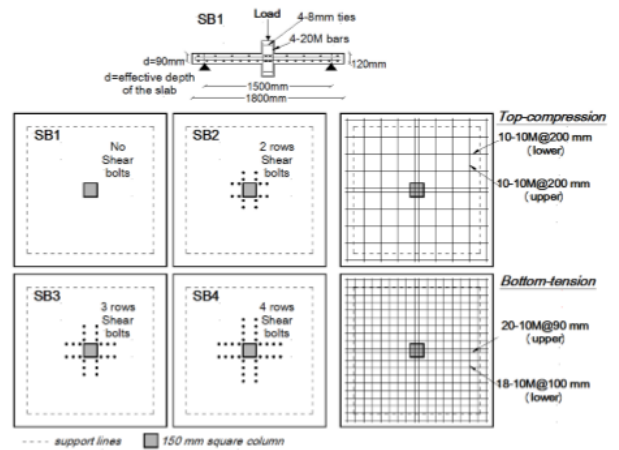 SB1
Load
4-8mm ties
4-20M bars
d=90mm
120mm
d=effective depth
of the slab
1500mm
1800mm
SB1
No
Shear
bolts
SB2
2 rows
Shear
bolts
Top-compression
10-10M@200 mm
(lower)
10-10M@200 mm
(upper)
SB3
3 rows
Shear
bolts
SB4
4 rows
Shear
bolts
Bottom-tension
20-10M@90 mm
(upper)
18-10M@100 mm
(lower)
support lines
150 mm square column